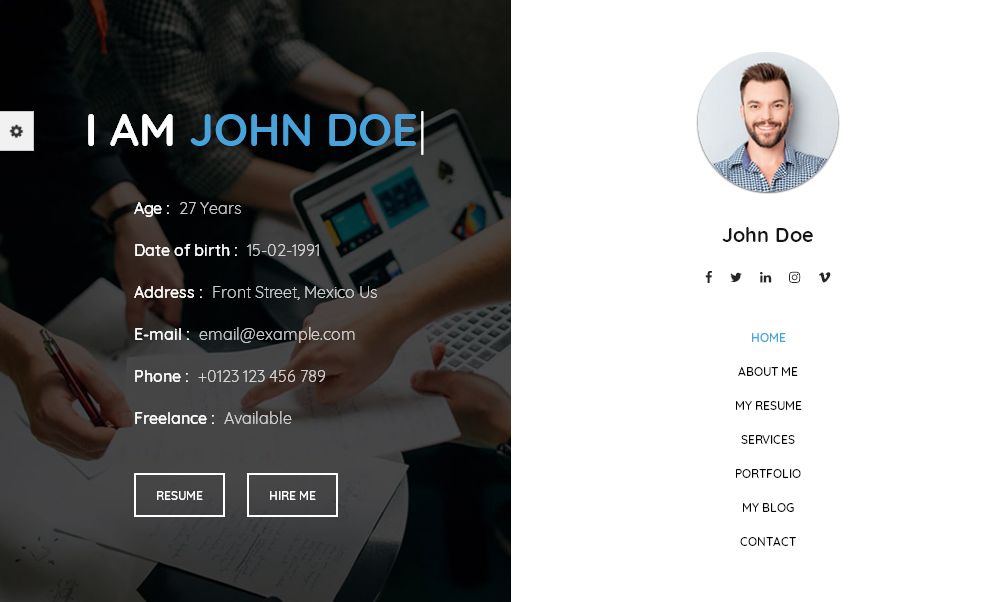 I AM JOHN DOE
Age : 27 Years
Date of birth : 15-02-1991
Address : Front Street, Mexico Us
E-mail : email@example.com
Phone : +0123 123 456 789
Freelance : Available
RESUME HIRE ME
John Doe
HOME
ABOUT ME
MY RESUME
SERVICES
PORTFOLIO
MY BLOG
CONTACT